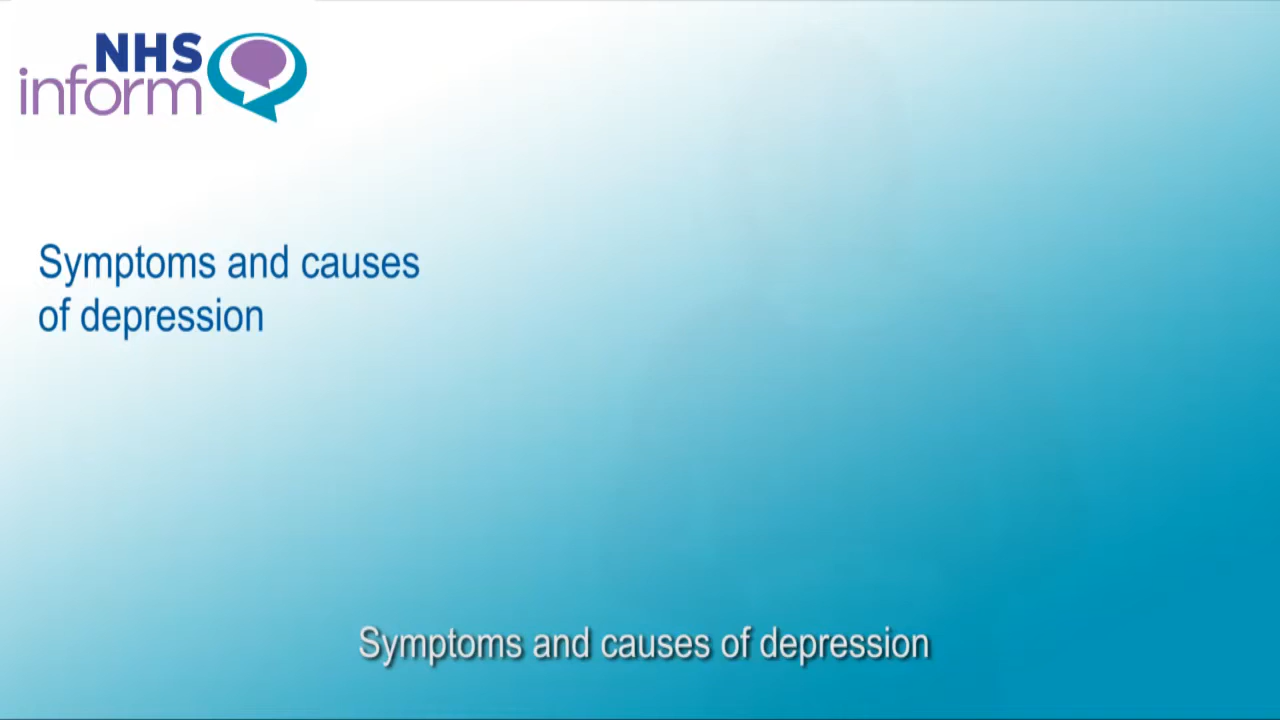 NHS
inform
Symptoms and causes
of depression
Symptoms and causes of depression